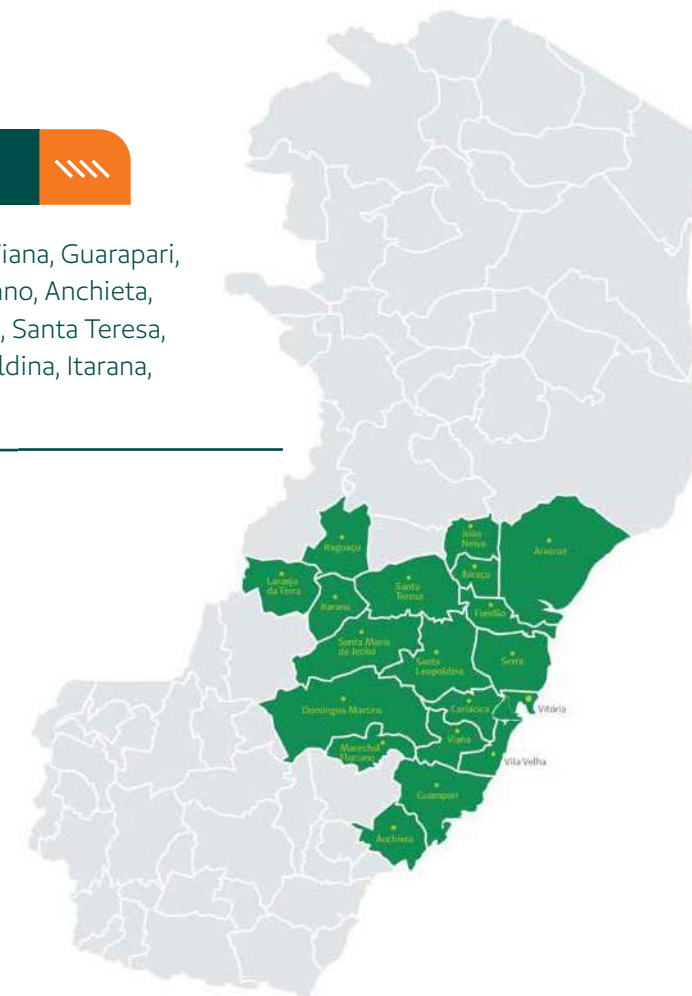 iana, Guarapari,
ano, Anchieta,
, Santa Teresa,
ldina, Itarana,
Itaguaçu
João
Neiva
Aracruz
Laranja
da Terra
Ibiraçu
Itarana
Santa
Teresa
Fundão
Santa Maria
de Jetibá
Santa
Leopoldina
Serra
Domingos Martins
Cariacica
Vitória
Viana
Marechal
Floriano
Vila Velha
Guarapari
Anchieta